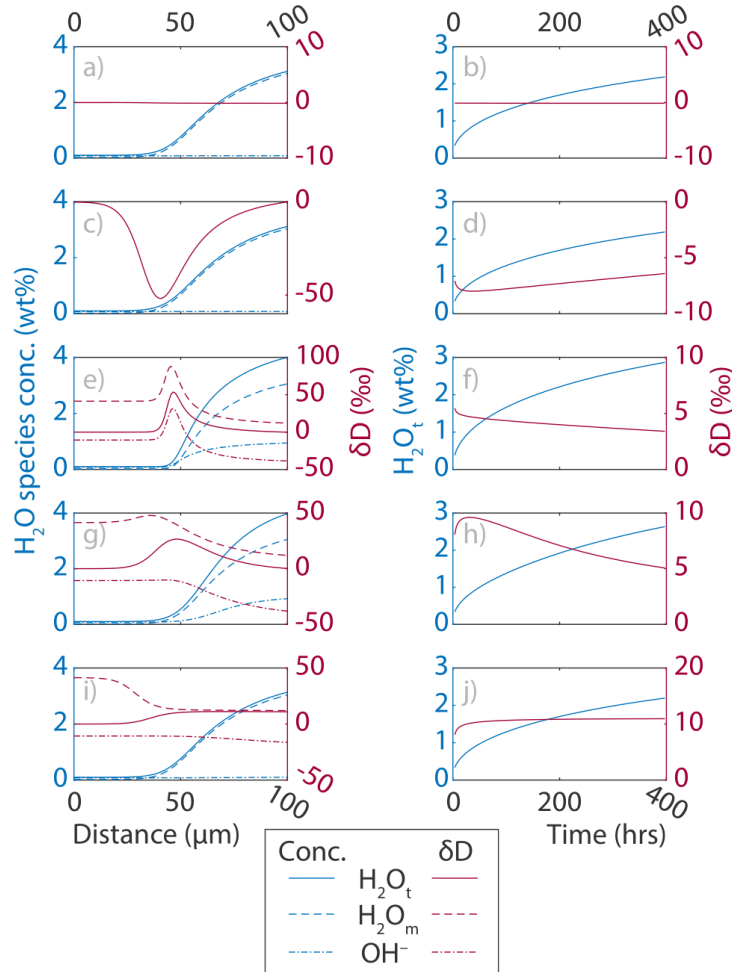 0 50 100 0 200 400
4 10 3 10
a) b)
2 0 2 0
1
0 -10 0 -10
4 0 3 0
c) d)
2 2 -5
1
0 -50 0 -10
4 100 3 10
e) 50 f)
2 0 2 5
1
0 -50 0 0
4 50 3 10
g) h)
2 0 2 5
1
0 -50 0 0
4 50 3 20
i) j)
2 0 2 10
1
0 -50 0 0
0 50 100 0 200 400
H₂O species conc. (wt%)
δD (‰)
H₂Oₜ (wt%)
δD (‰)
Distance (µm) Time (hrs)
Conc. δD
H₂Oₜ
H₂Oₘ
OH⁻